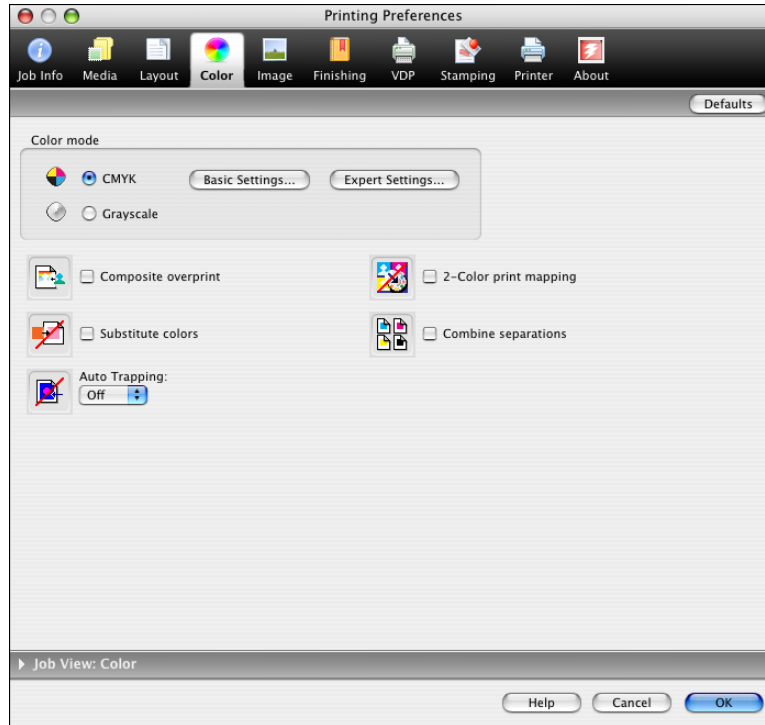 Printing Preferences
Job Info Media Layout Color Image Finishing VDP Stamping Printer About
Defaults
Color mode
CMYK Basic Settings... Expert Settings...
Grayscale
Composite overprint 2-Color print mapping
Substitute colors Combine separations
Auto Trapping:
Off
Job View: Color
Help Cancel OK